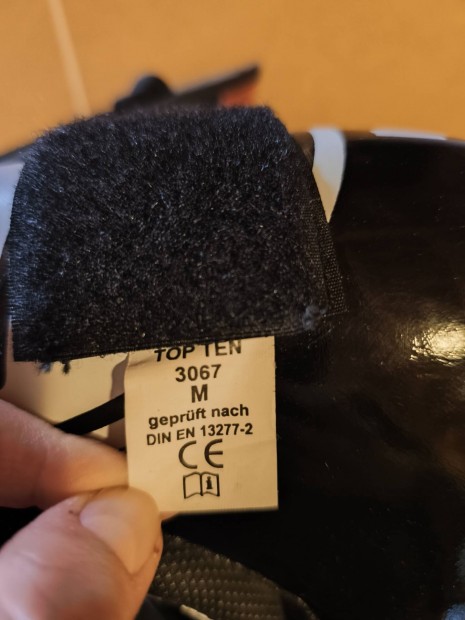 TOP TEN
3067
M
geprüft nach
DIN EN 13277-2
CE
i